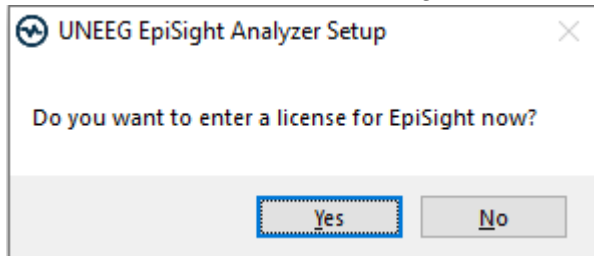 UNEEG EpiSight Analyzer Setup
Do you want to enter a license for EpiSight now?
Yes
No